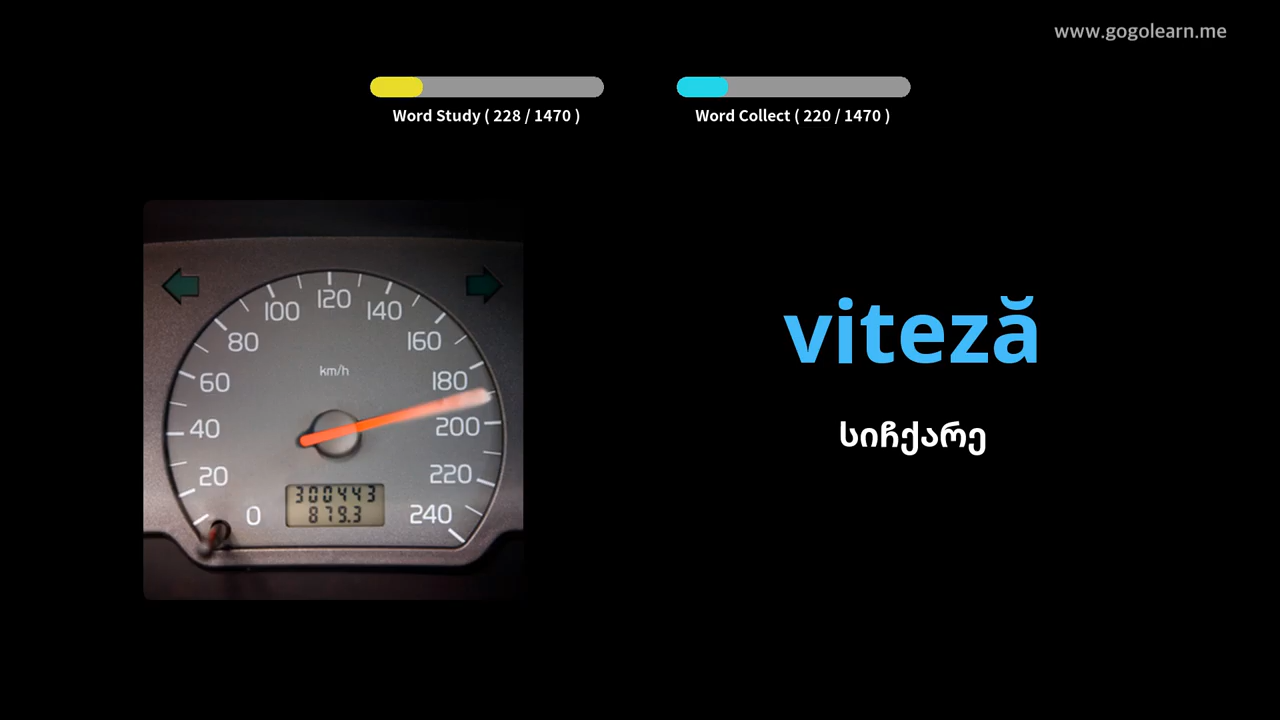 www.gogolearn.me
Word Study ( 228 / 1470 )
Word Collect ( 220 / 1470 )
viteză
სიჩქარე
0
20
40
60
80
100
120
140
160
180
200
220
240
km/h
300443
879.3